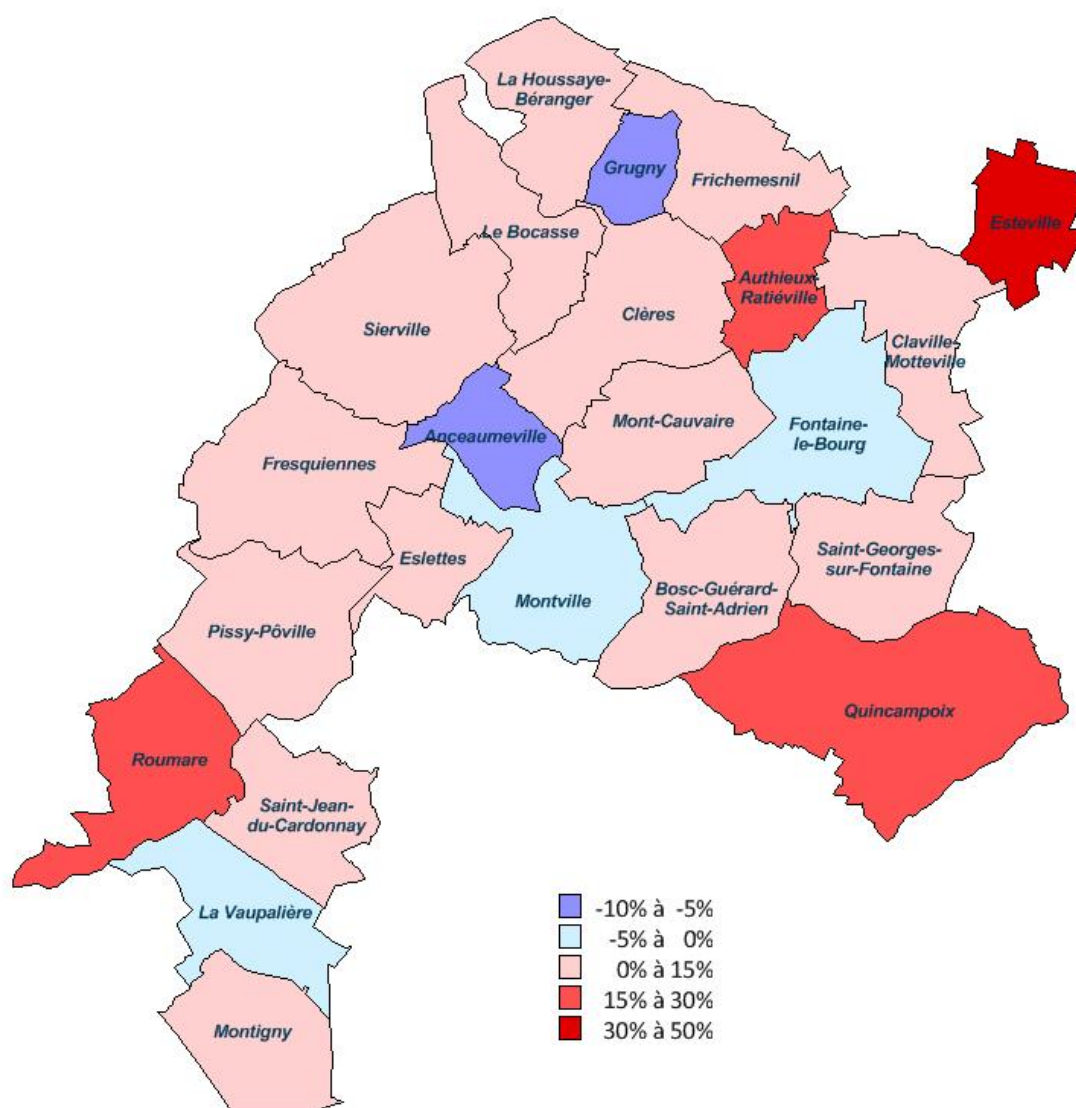 La Houssaye-
Béranger
Grugny
Frichemesnil
Esteville
Le Bocasse
Authieux-
Ratiéville
Sierville
Clères
Claville-
Motteville
Anceaumeville
Mont-Cauvaire
Fontaine-
le-Bourg
Fresquiennes
Eslettes
Saint-Georges-
sur-Fontaine
Montville
Bosc-Guérard-
Saint-Adrien
Pissy-Pôville
Quincampoix
Roumare
Saint-Jean-
du-Cardonnay
La Vaupalière
Montigny
-10% à -5%
-5% à 0%
0% à 15%
15% à 30%
30% à 50%